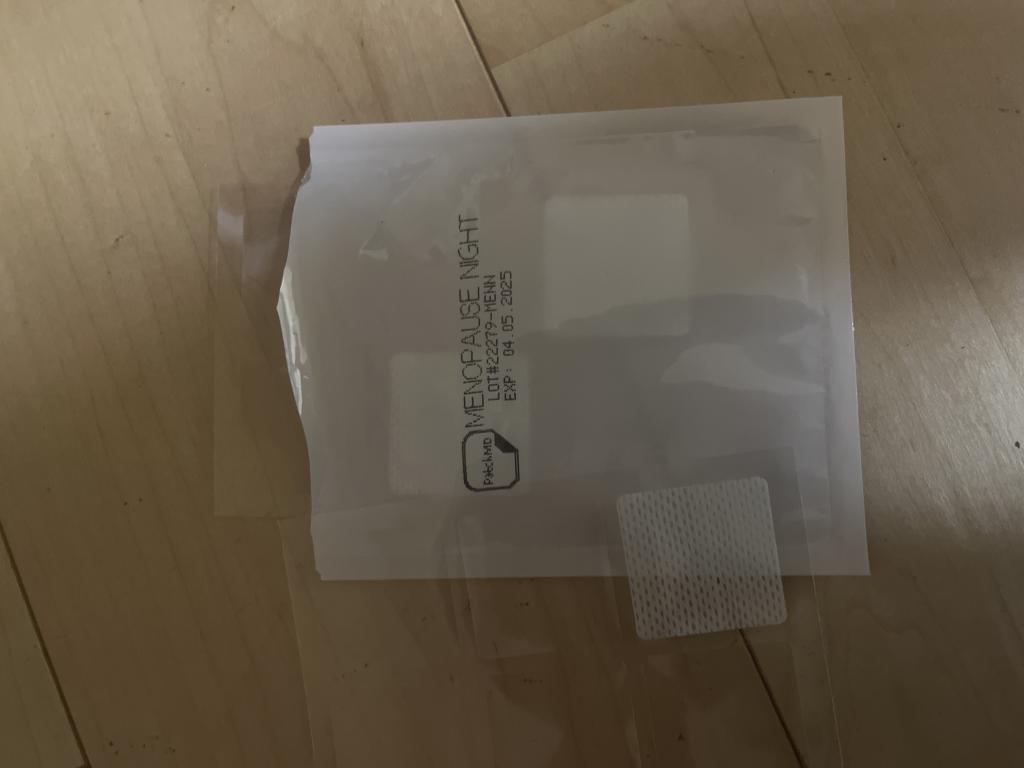 PatchMD
MENOPAUSE NIGHT
LOT#22279-MENN
EXP: 04.05.2025